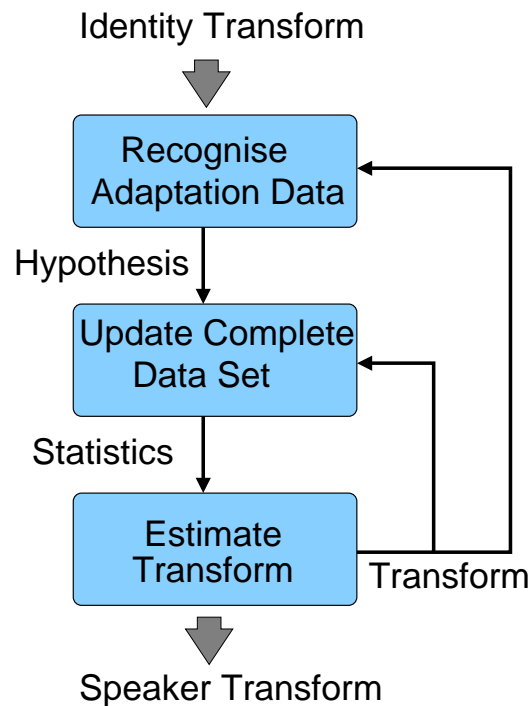 Identity Transform
Recognise
Adaptation Data
Hypothesis
Update Complete
Data Set
Statistics
Estimate
Transform
Transform
Speaker Transform